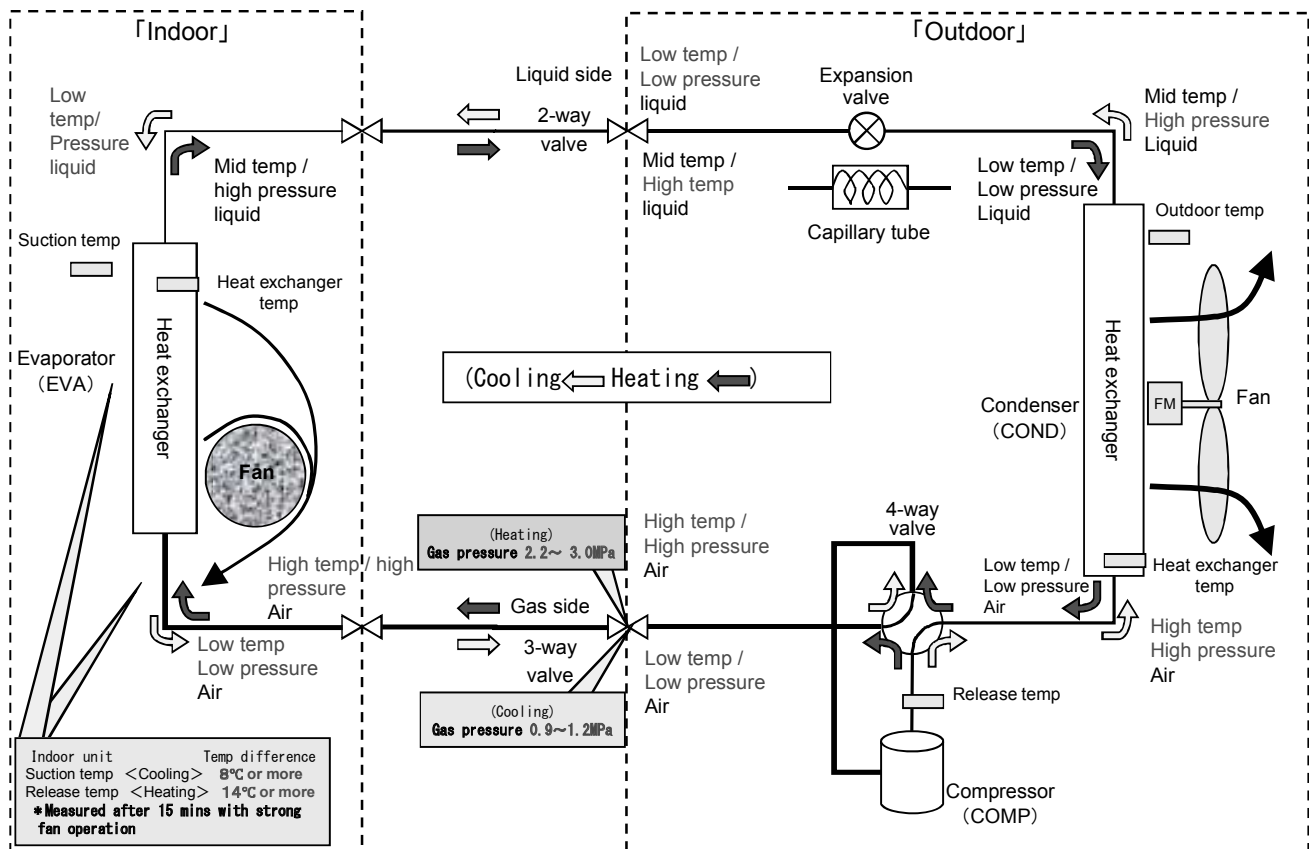 「Indoor」
「Outdoor」
Low
temp/
Pressure
liquid
Mid temp /
high pressure
liquid
Liquid side
2-way
valve
Low temp /
Low pressure
liquid
Mid temp /
High temp
liquid
Expansion
valve
Capillary tube
Mid temp /
High pressure
Liquid
Low temp /
Low pressure
Liquid
Suction temp
Heat exchanger
temp
Heat exchanger
Evaporator
(EVA)
Fan
(Cooling Heating )
Outdoor temp
Heat exchanger
Condenser
(COND)
FM
Fan
Heat exchanger
temp
4-way
valve
(Heating)
Gas pressure 2.2～ 3.0MPa
High temp /
High pressure
Air
High temp / high
pressure
Air
Gas side
3-way
valve
Low temp
Low pressure
Air
Low temp /
Low pressure
Air
(Cooling)
Gas pressure 0.9～1.2MPa
Low temp /
Low pressure
Air
High temp
High pressure
Air
Release temp
Compressor
(COMP)
Indoor unit Temp difference
Suction temp ＜Cooling＞ 8℃ or more
Release temp ＜Heating＞ 14℃ or more
*Measured after 15 mins with strong
fan operation